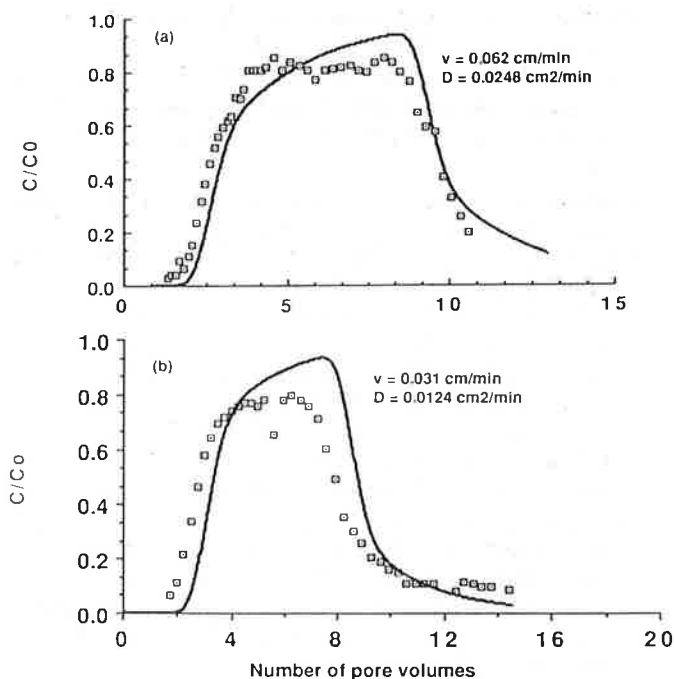 1.0
(a)
v = 0.062 cm/min
D = 0.0248 cm2/min
0.8
0.6
C/C0
0.4
0.2
0.0
0 5 10 15
1.0
(b)
v = 0.031 cm/min
D = 0.0124 cm2/min
0.8
0.6
C/Co
0.4
0.2
0.0
0 4 8 12 16 20
Number of pore volumes